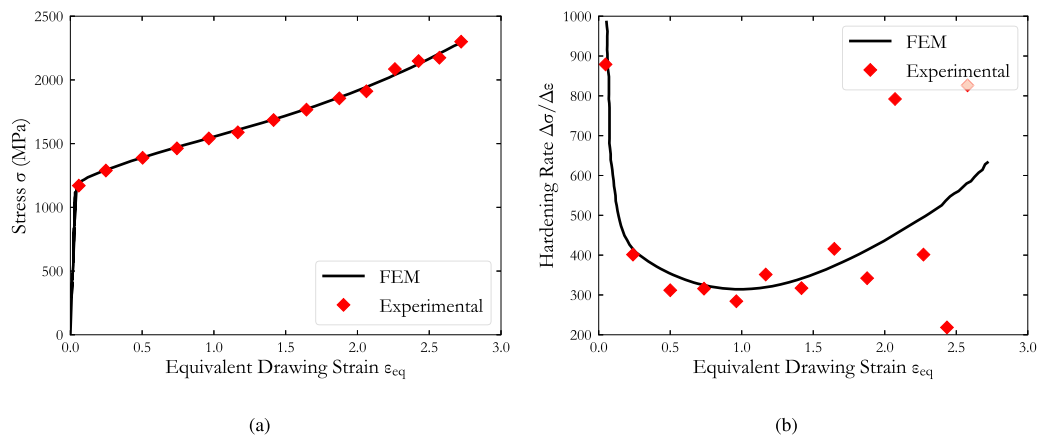 2500
2000
1500
1000
500
0
Stress σ (MPa)
FEM
Experimental
0.0 0.5 1.0 1.5 2.0 2.5 3.0
Equivalent Drawing Strain εeq
(a)
1000
900
800
700
600
500
400
300
200
Hardening Rate Δσ/Δε
FEM
Experimental
0.0 0.5 1.0 1.5 2.0 2.5 3.0
Equivalent Drawing Strain εeq
(b)